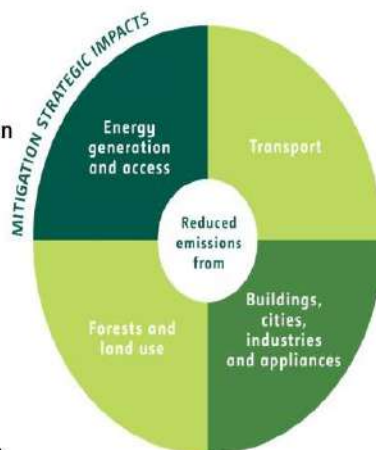 MITIGATION STRATEGIC IMPACTS
n
Energy
generation
and access
Transport
Reduced
emissions
from
Forests and
land use
Buildings,
cities,
industries
and appliances